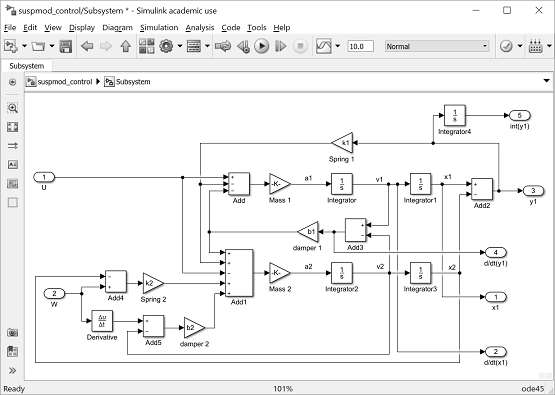 suspmod_control/Subsystem * - Simulink academic use
File Edit View Display Diagram Simulation Analysis Code Tools Help
10.0 Normal
Subsystem
suspmod_control Subsystem
1
s
Integrator4
5
int(y1)
k1
Spring 1
1
U
Add
-K-
Mass 1
a1
1
s
Integrator
v1
1
s
Integrator1
x1
Add2
3
y1
b1
damper 1
Add3
4
d/dt(y1)
Add1
-K-
Mass 2
a2
1
s
Integrator2
v2
1
s
Integrator3
x2
2
W
Add4
k2
Spring 2
1
x1
Δu
Δt
Derivative
Add5
b2
damper 2
2
d/dt(x1)
Ready 101% ode45